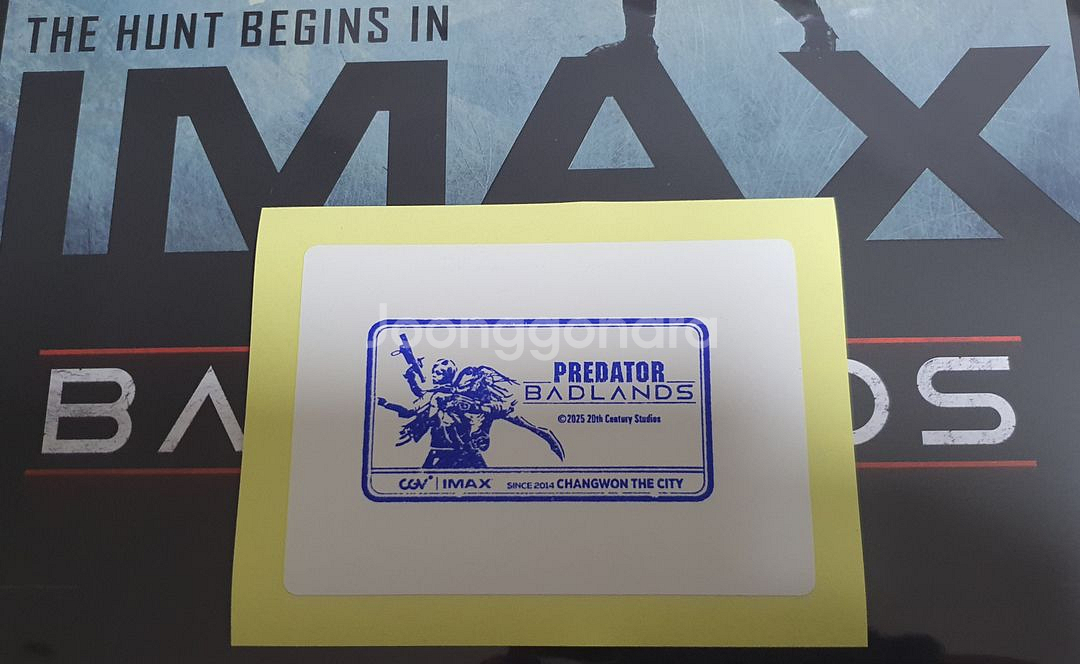 THE HUNT BEGINS IN
IMAX
BA
DS
Joonggonara
PREDATOR
BADLANDS
©2025 20th Century Studios
CGV | IMAX SINCE 2014 CHANGWON THE CITY